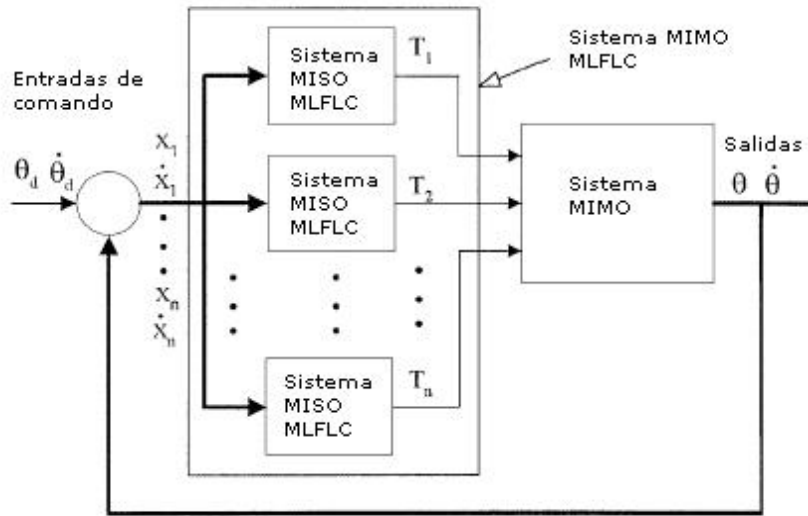 Entradas de
comando
θd θ̇d
X1
Ẋ1
Xn
Ẋn
Sistema
MISO
MLFLC
T1
Sistema
MISO
MLFLC
T2
Sistema
MISO
MLFLC
Tn
Sistema MIMO
MLFLC
Sistema
MIMO
Salidas
θ θ̇